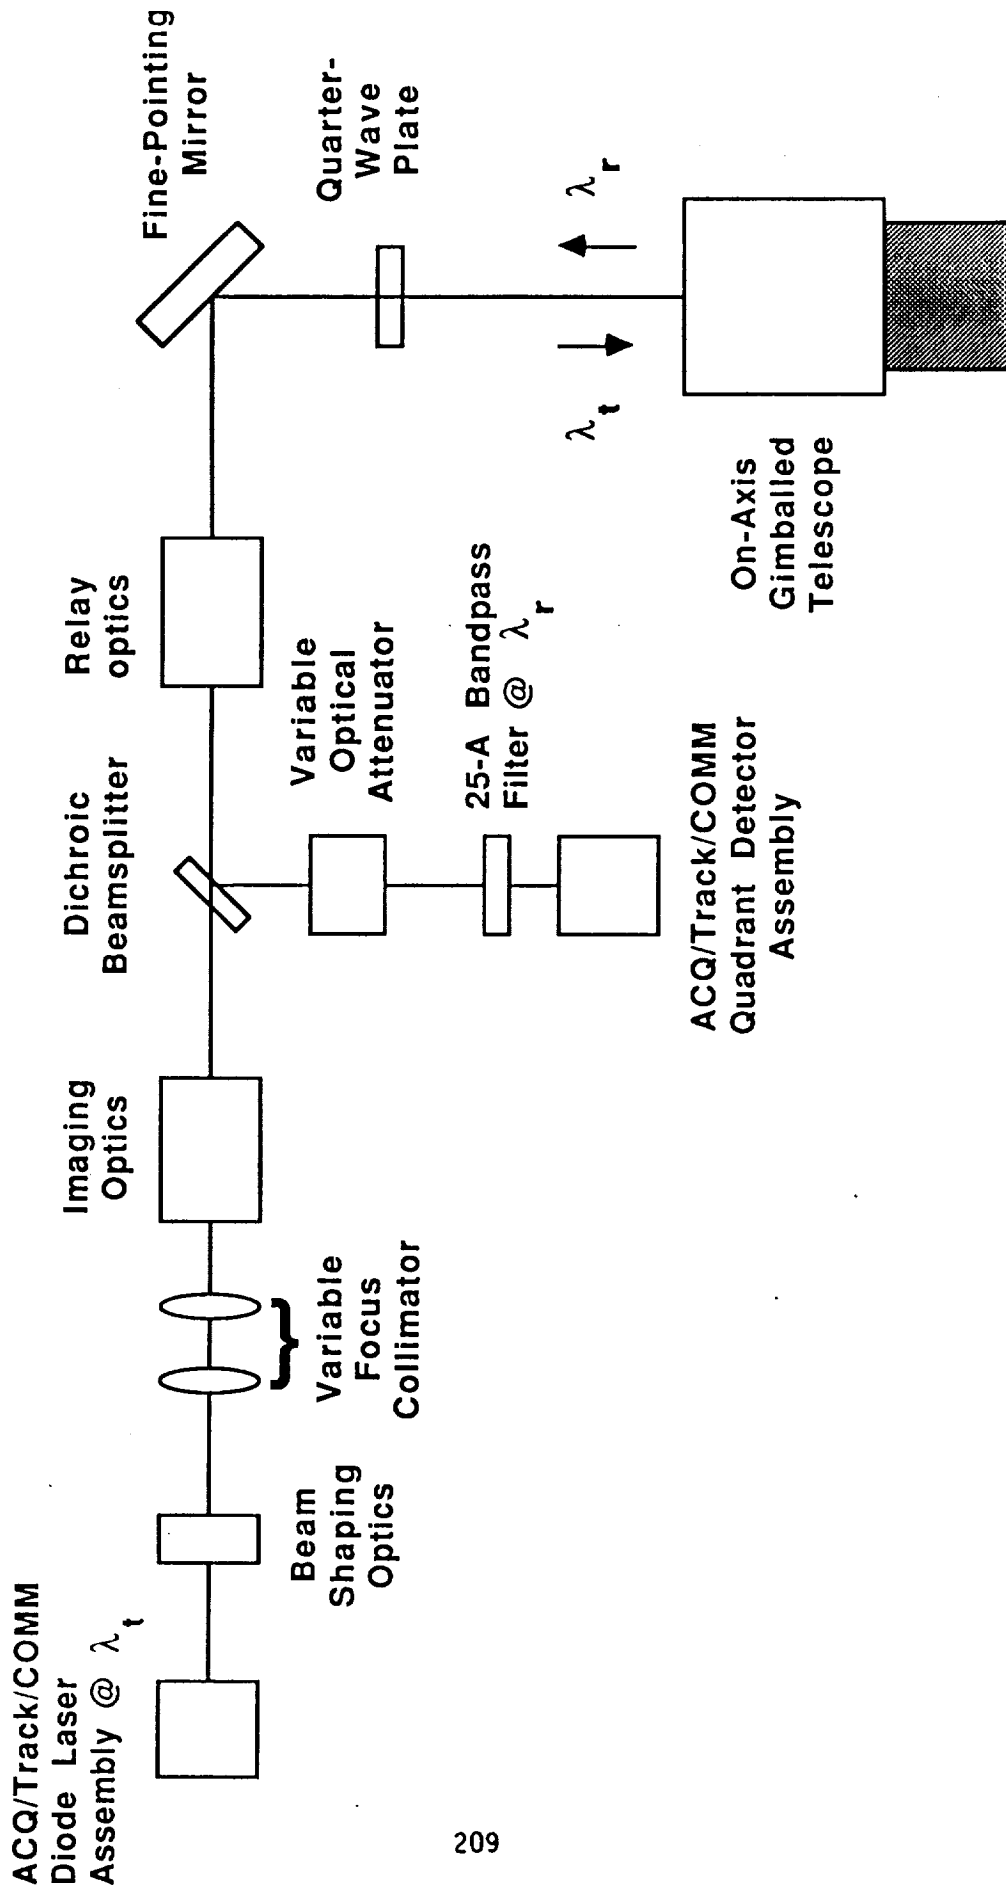 ACQ/Track/COMM
Diode Laser
Assembly @ λt
Beam
Shaping
Optics
Variable
Focus
Collimator
Imaging
Optics
Dichroic
Beamsplitter
Variable
Optical
Attenuator
25-A Bandpass
Filter @ λr
ACQ/Track/COMM
Quadrant Detector
Assembly
Relay
optics
Fine-Pointing
Mirror
Quarter-
Wave
Plate
λt
λr
On-Axis
Gimballed
Telescope
209